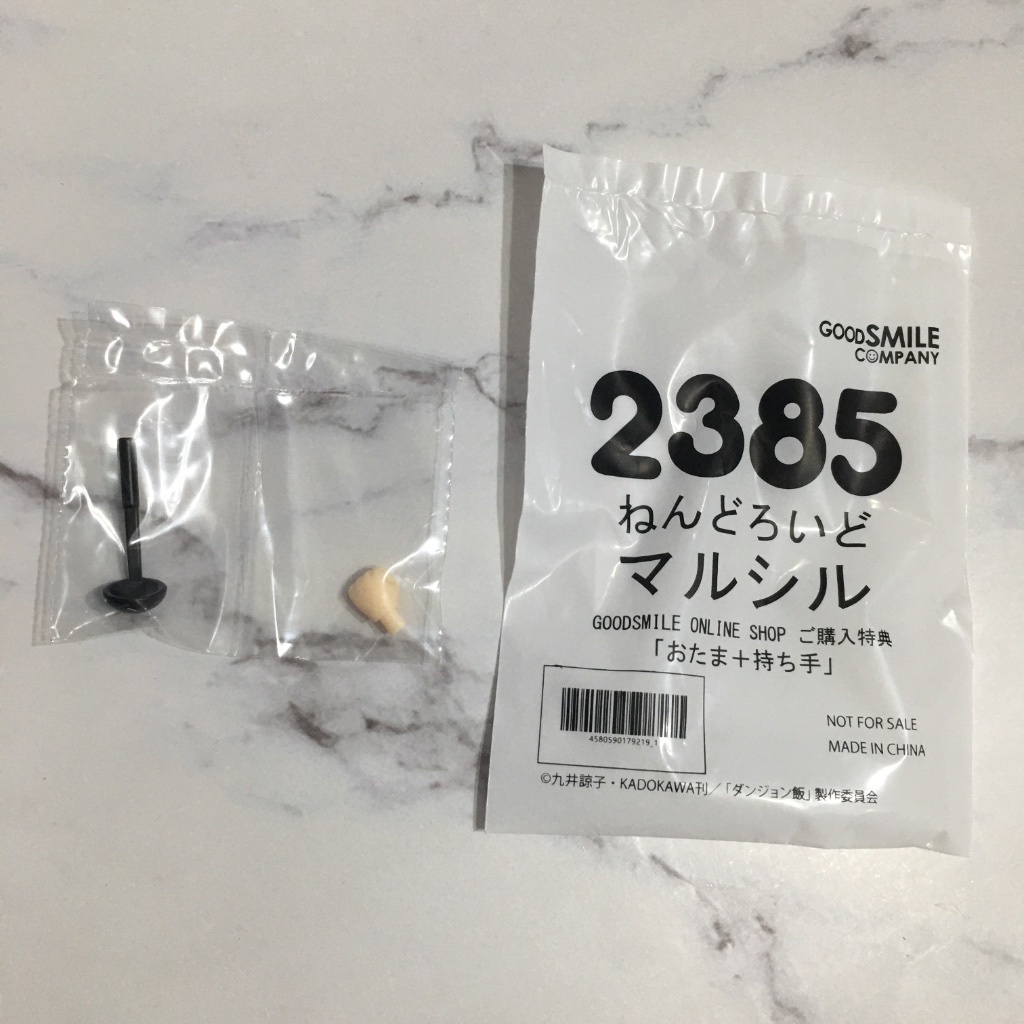 GOODSMILE
COMPANY
2385
ねんどろいど
マルシル
GOODSMILE ONLINE SHOP ご購入特典
「おたま＋持ち手」
4580590179219_1
NOT FOR SALE
MADE IN CHINA
©九井諒子・KADOKAWA刊／「ダンジョン飯」製作委員会